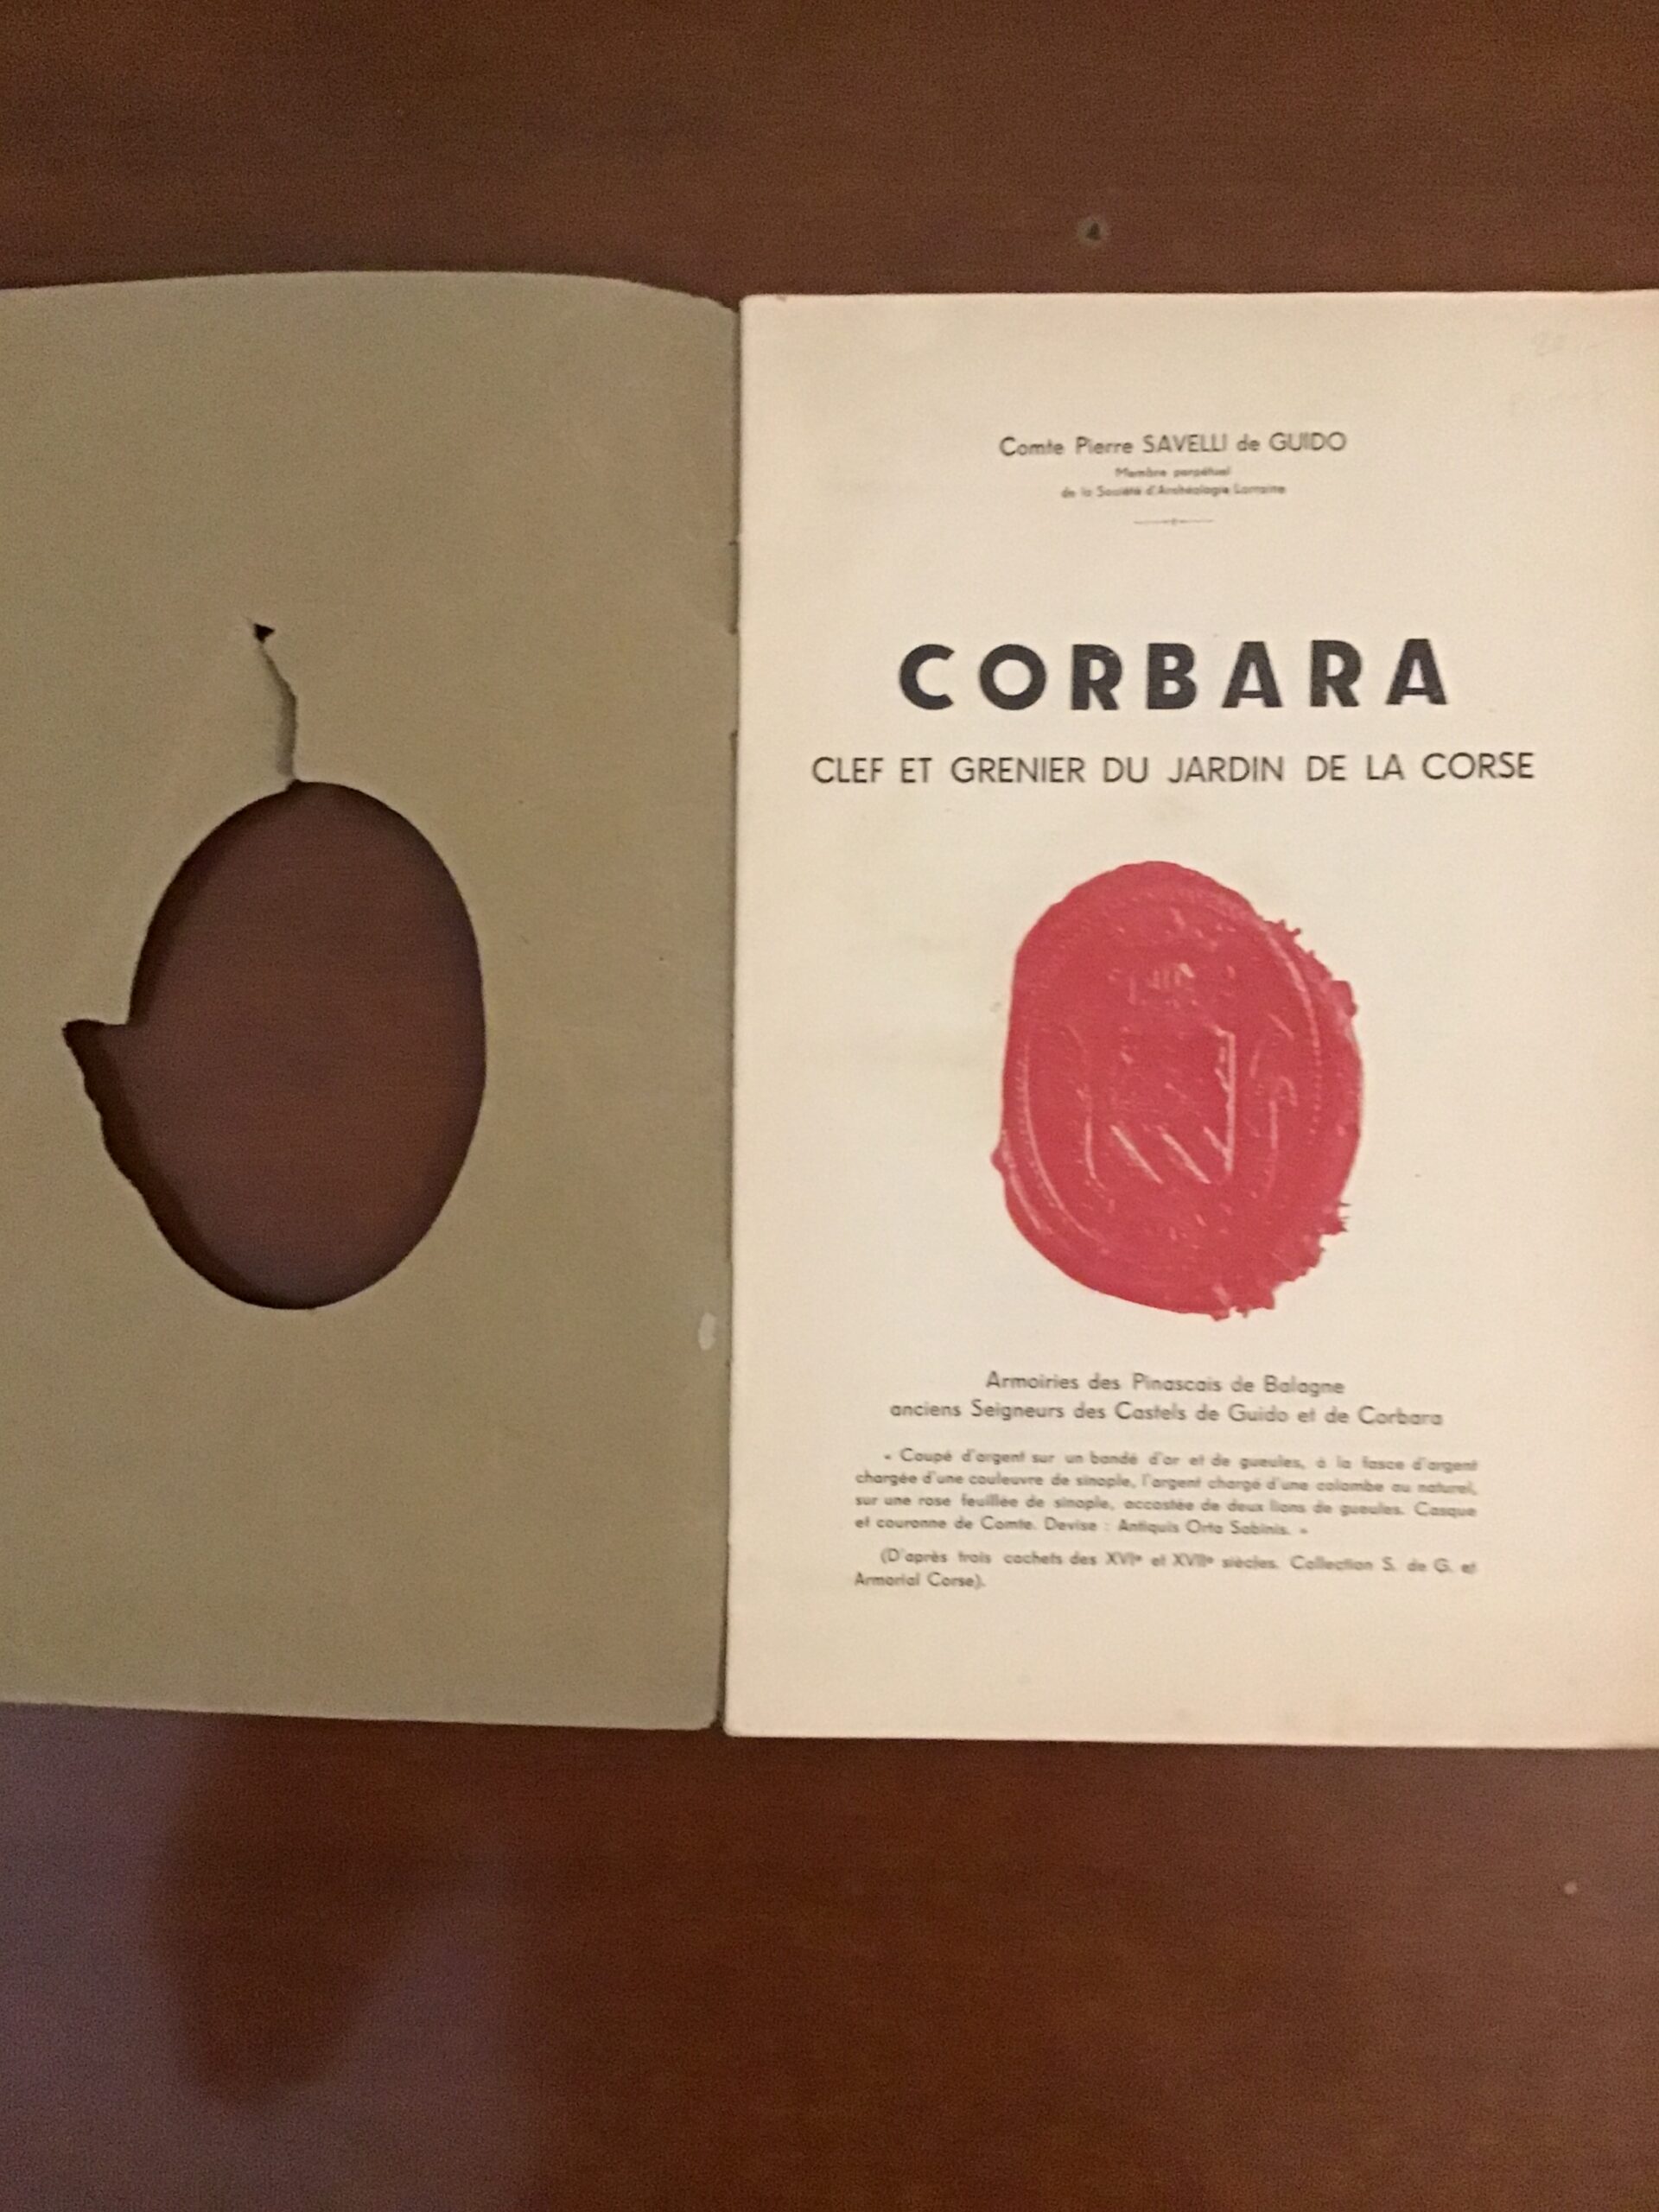 Comte Pierre SAVELLI de GUIDO
Membre perpétuel
de la Société d'Archéologie Lorraine
CORBARA
CLEF ET GRENIER DU JARDIN DE LA CORSE
Armoiries des Pinascais de Balagne
anciens Seigneurs des Castels de Guido et de Corbara
« Coupé d'argent sur un bandé d'or et de gueules, à la fasce d'argent
chargée d'une couleuvre de sinople, l'argent chargé d'une colombe au naturel,
sur une rose feuillée de sinople, accostée de deux lions de gueules. Casque
et couronne de Comte. Devise : Antiquis Orta Sabinis. »
(D'après trois cachets des XVIe et XVIIe siècles. Collection S. de G. et
Armorial Corse).